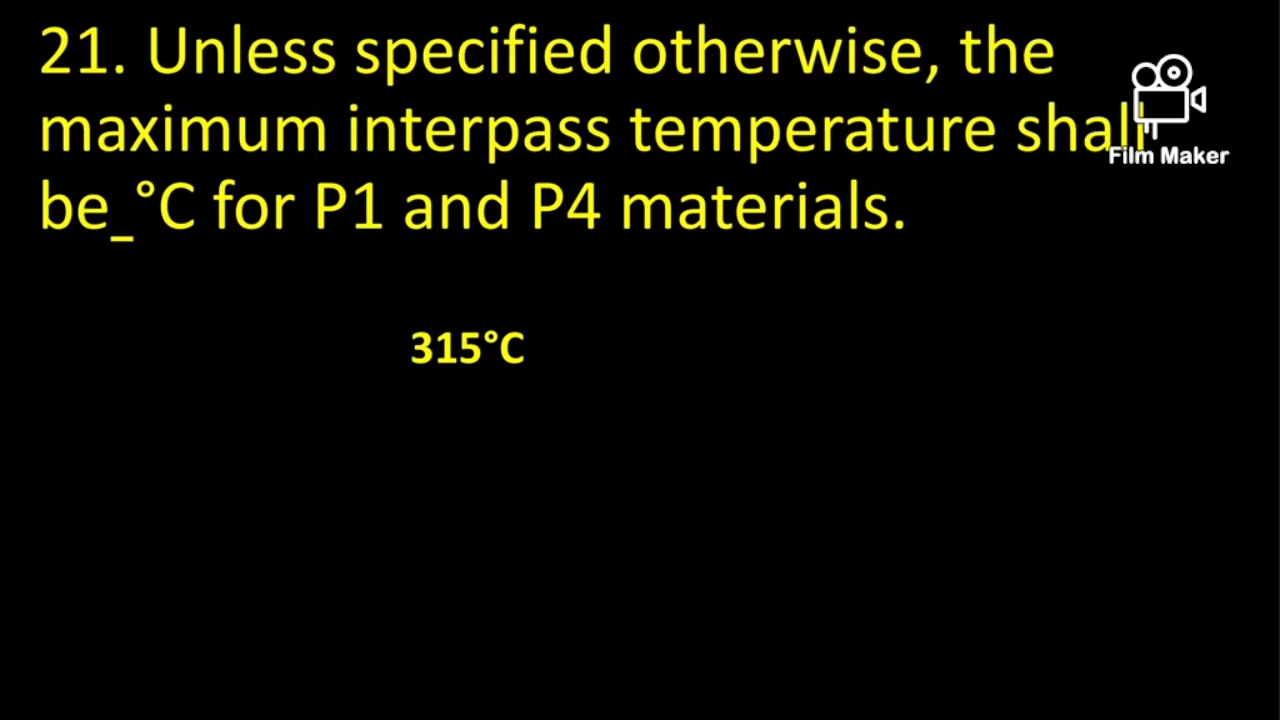 21. Unless specified otherwise, the
maximum interpass temperature shall
be_°C for P1 and P4 materials.
Film Maker
315°C